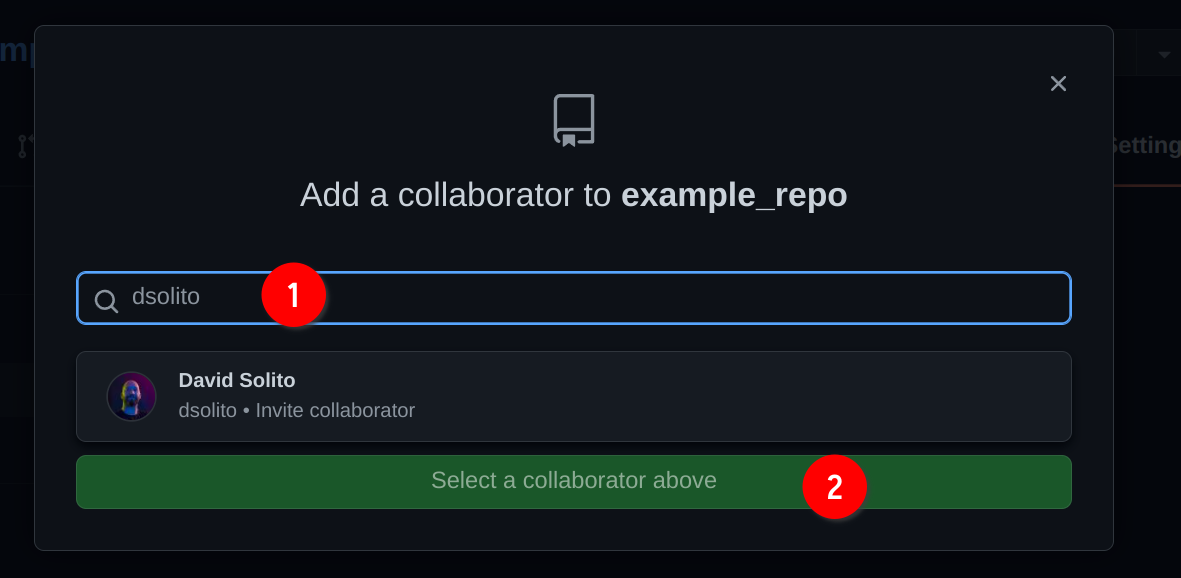 mp
Setting
Add a collaborator to example_repo
dsolito
1
David Solito
dsolito • Invite collaborator
Select a collaborator above
2